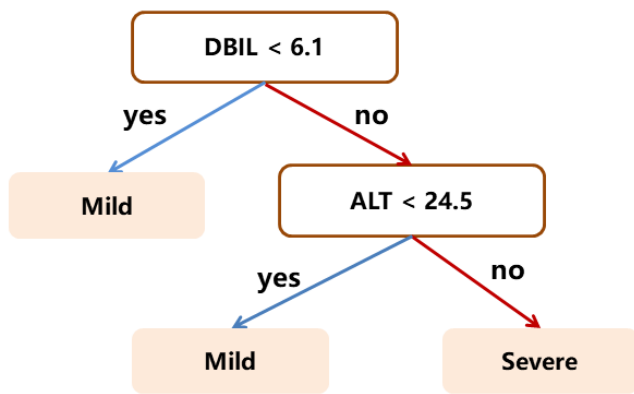 DBIL < 6.1
yes
no
Mild
ALT < 24.5
yes
no
Mild
Severe